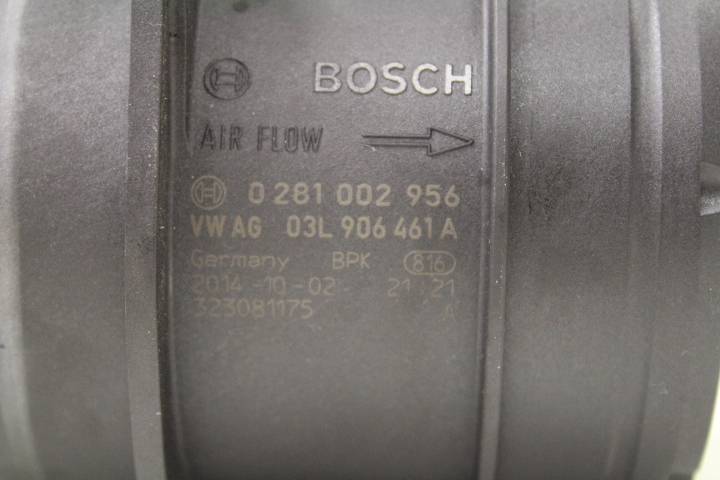 BOSCH
AIR FLOW
0 281 002 956
VW AG 03L 906 461 A
Germany BPK 816
2014-10-02 21:21
323081175 A